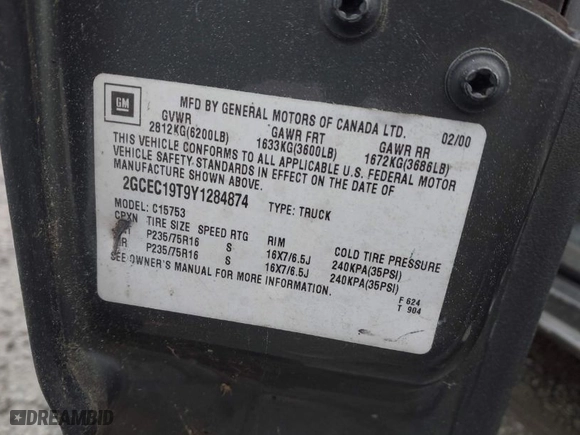 GM
MFD BY GENERAL MOTORS OF CANADA LTD. 02/00
GVWR GAWR FRT GAWR RR
2812KG(6200LB) 1633KG(3600LB) 1672KG(3686LB)
THIS VEHICLE CONFORMS TO ALL APPLICABLE U.S. FEDERAL MOTOR
VEHICLE SAFETY STANDARDS IN EFFECT ON THE DATE OF
MANUFACTURE SHOWN ABOVE.
2GCEC19T9Y1284874 TYPE: TRUCK
MODEL: C15753
TIRE SIZE SPEED RTG RIM COLD TIRE PRESSURE
P235/75R16 S 16X7/6.5J 240KPA(35PSI)
P235/75R16 S 16X7/6.5J 240KPA(35PSI)
SEE OWNER'S MANUAL FOR MORE INFORMATION.
F 624
T 904
DREAMBID